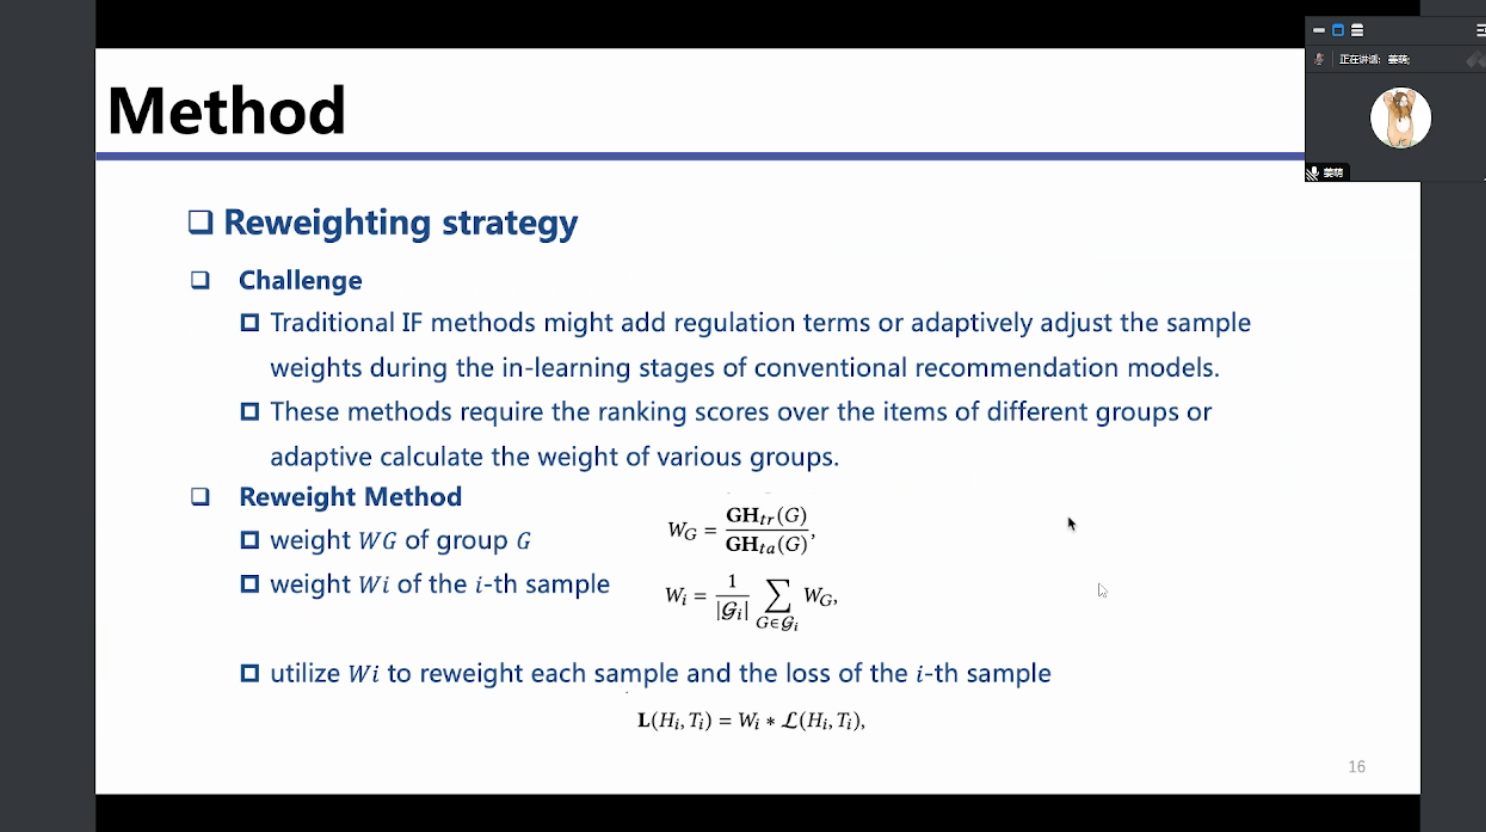 Method
正在讲话: 姜萌;
姜萌
❑ Reweighting strategy
❑ Challenge
Traditional IF methods might add regulation terms or adaptively adjust the sample
weights during the in-learning stages of conventional recommendation models.
These methods require the ranking scores over the items of different groups or
adaptive calculate the weight of various groups.
❑ Reweight Method
weight WG of group G
W_G = GH_tr(G) / GH_ta(G),
weight Wi of the i-th sample
W_i = 1/|𝒢_i| ∑_{G∈𝒢_i} W_G,
utilize Wi to reweight each sample and the loss of the i-th sample
L(H_i, T_i) = W_i * ℒ(H_i, T_i),
16